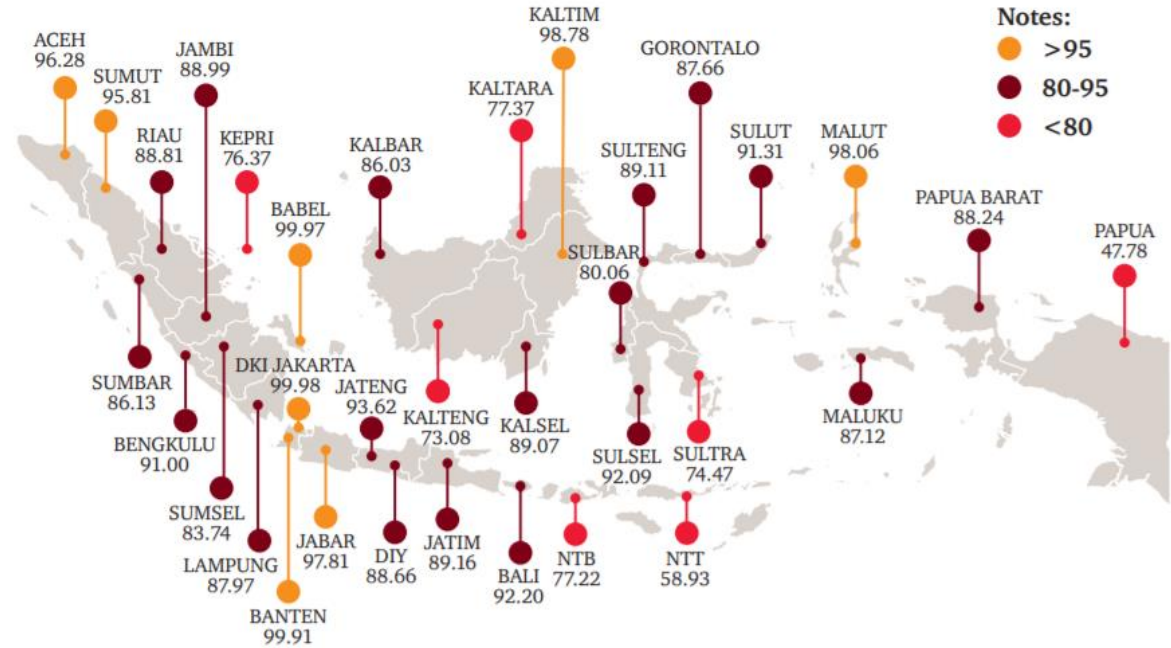 ACEH
96.28
SUMUT
95.81
JAMBI
88.99
RIAU
88.81
KEPRI
76.37
BABEL
99.97
KALBAR
86.03
KALTARA
77.37
KALTIM
98.78
GORONTALO
87.66
SULTENG
89.11
SULBAR
80.06
SULUT
91.31
MALUT
98.06
PAPUA BARAT
88.24
PAPUA
47.78
Notes:
>95
80-95
<80
SUMBAR
86.13
BENGKULU
91.00
SUMSEL
83.74
LAMPUNG
87.97
DKI JAKARTA
99.98
BANTEN
99.91
JABAR
97.81
JATENG
93.62
DIY
88.66
JATIM
89.16
KALTENG
73.08
KALSEL
89.07
BALI
92.20
NTB
77.22
SULSEL
92.09
SULTRA
74.47
NTT
58.93
MALUKU
87.12